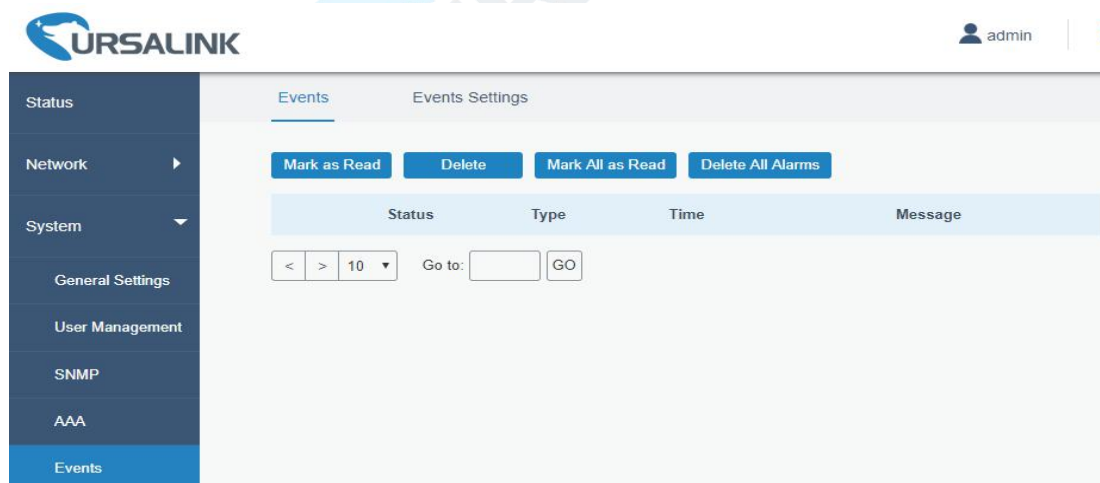 URSALINK
admin
Status
Events Events Settings
Network
Mark as Read Delete Mark All as Read Delete All Alarms
System
Status Type Time Message
< > 10 ▼ Go to: GO
General Settings
User Management
SNMP
AAA
Events